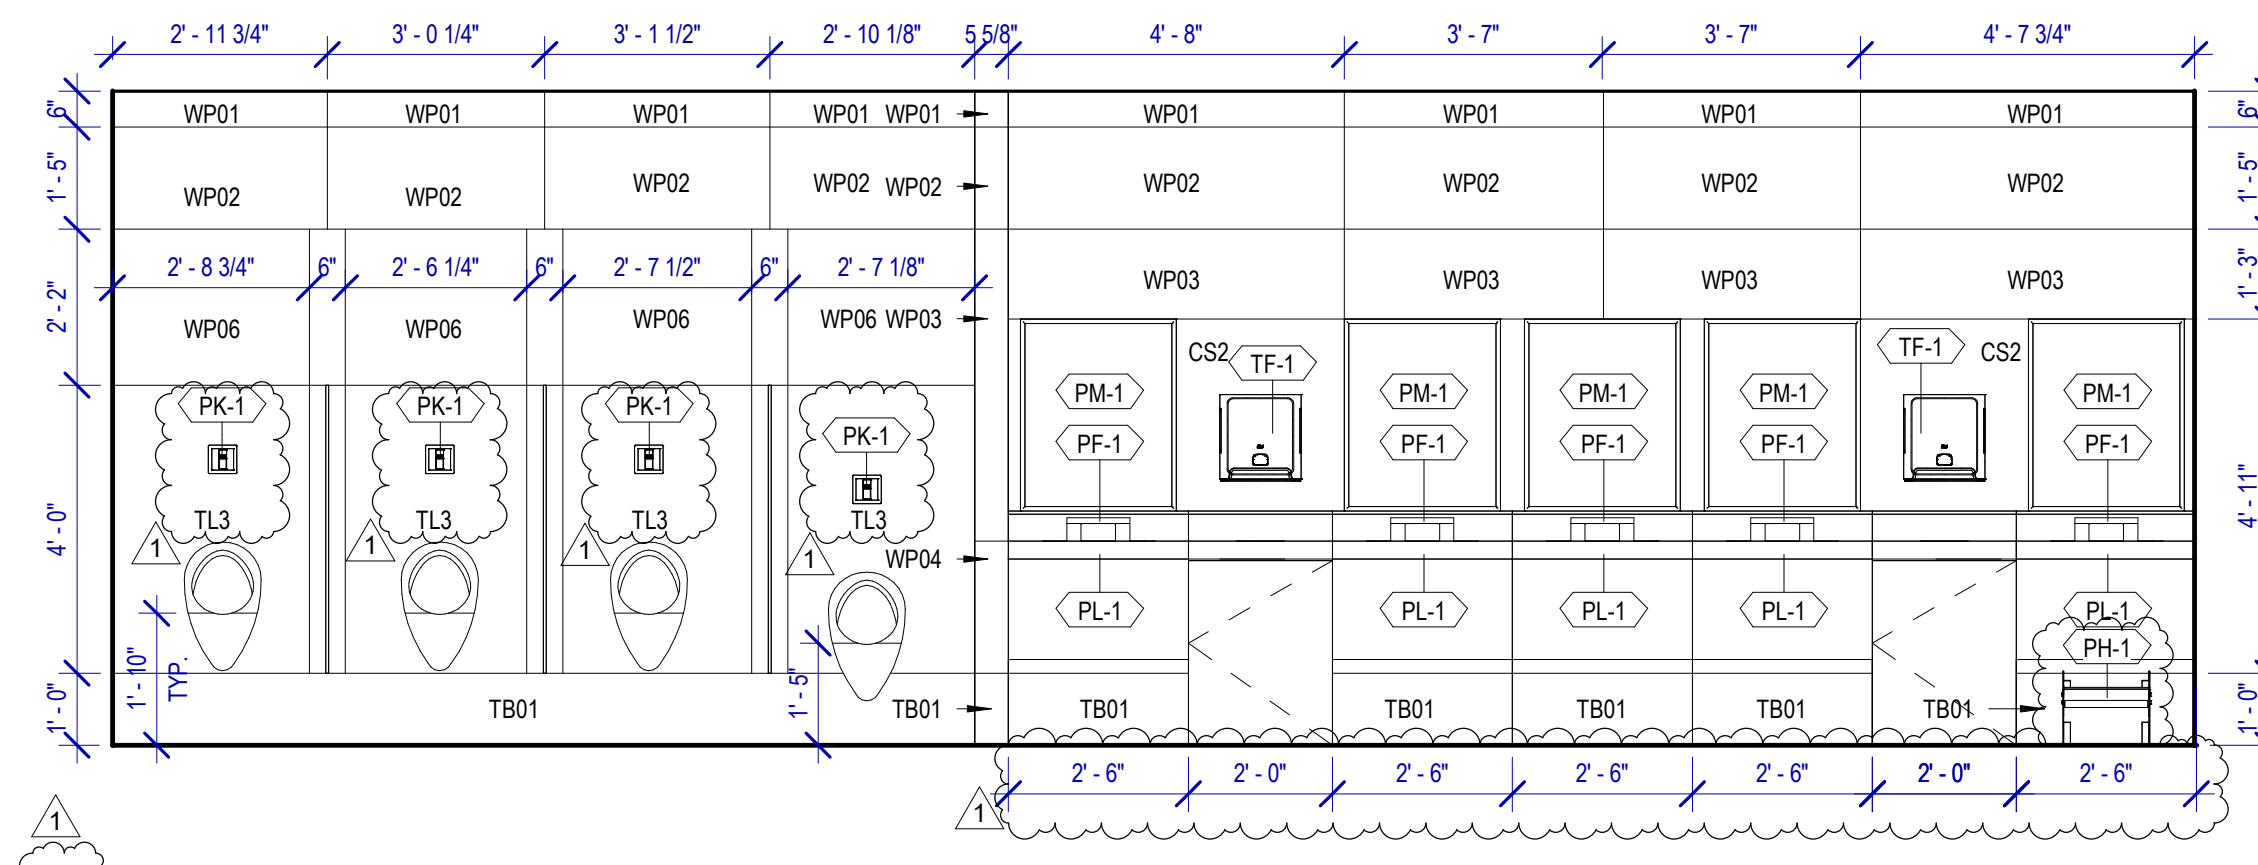 2' - 11 3/4" 3' - 0 1/4" 3' - 1 1/2" 2' - 10 1/8" 5 5/8" 4' - 8" 3' - 7" 3' - 7" 4' - 7 3/4"
6" WP01 WP01 WP01 WP01 WP01 WP01 WP01 WP01 WP01 6"
1' - 5" WP02 WP02 WP02 WP02 WP02 WP02 WP02 WP02 WP02 1' - 5"
2' - 8 3/4" 6" 2' - 6 1/4" 6" 2' - 7 1/2" 6" 2' - 7 1/8" WP03 WP03 WP03 WP03 1' - 3"
2' - 2" WP06 WP06 WP06 WP06 WP03
CS2 TF-1 TF-1 CS2
PK-1 PK-1 PK-1 PM-1 PM-1 PM-1 PM-1 PM-1
PK-1 PF-1 PF-1 PF-1 PF-1 PF-1
4' - 0" TL3 TL3 TL3 TL3 4' - 11"
1 1 1 1
WP04
PL-1 PL-1 PL-1 PL-1 PL-1
PH-1
1' - 10" TYP. 1' - 5"
1' - 0" TB01 TB01 TB01 TB01 TB01 TB01 TB01 1' - 0"
2' - 6" 2' - 0" 2' - 6" 2' - 6" 2' - 6" 2' - 0" 2' - 6"
1 1